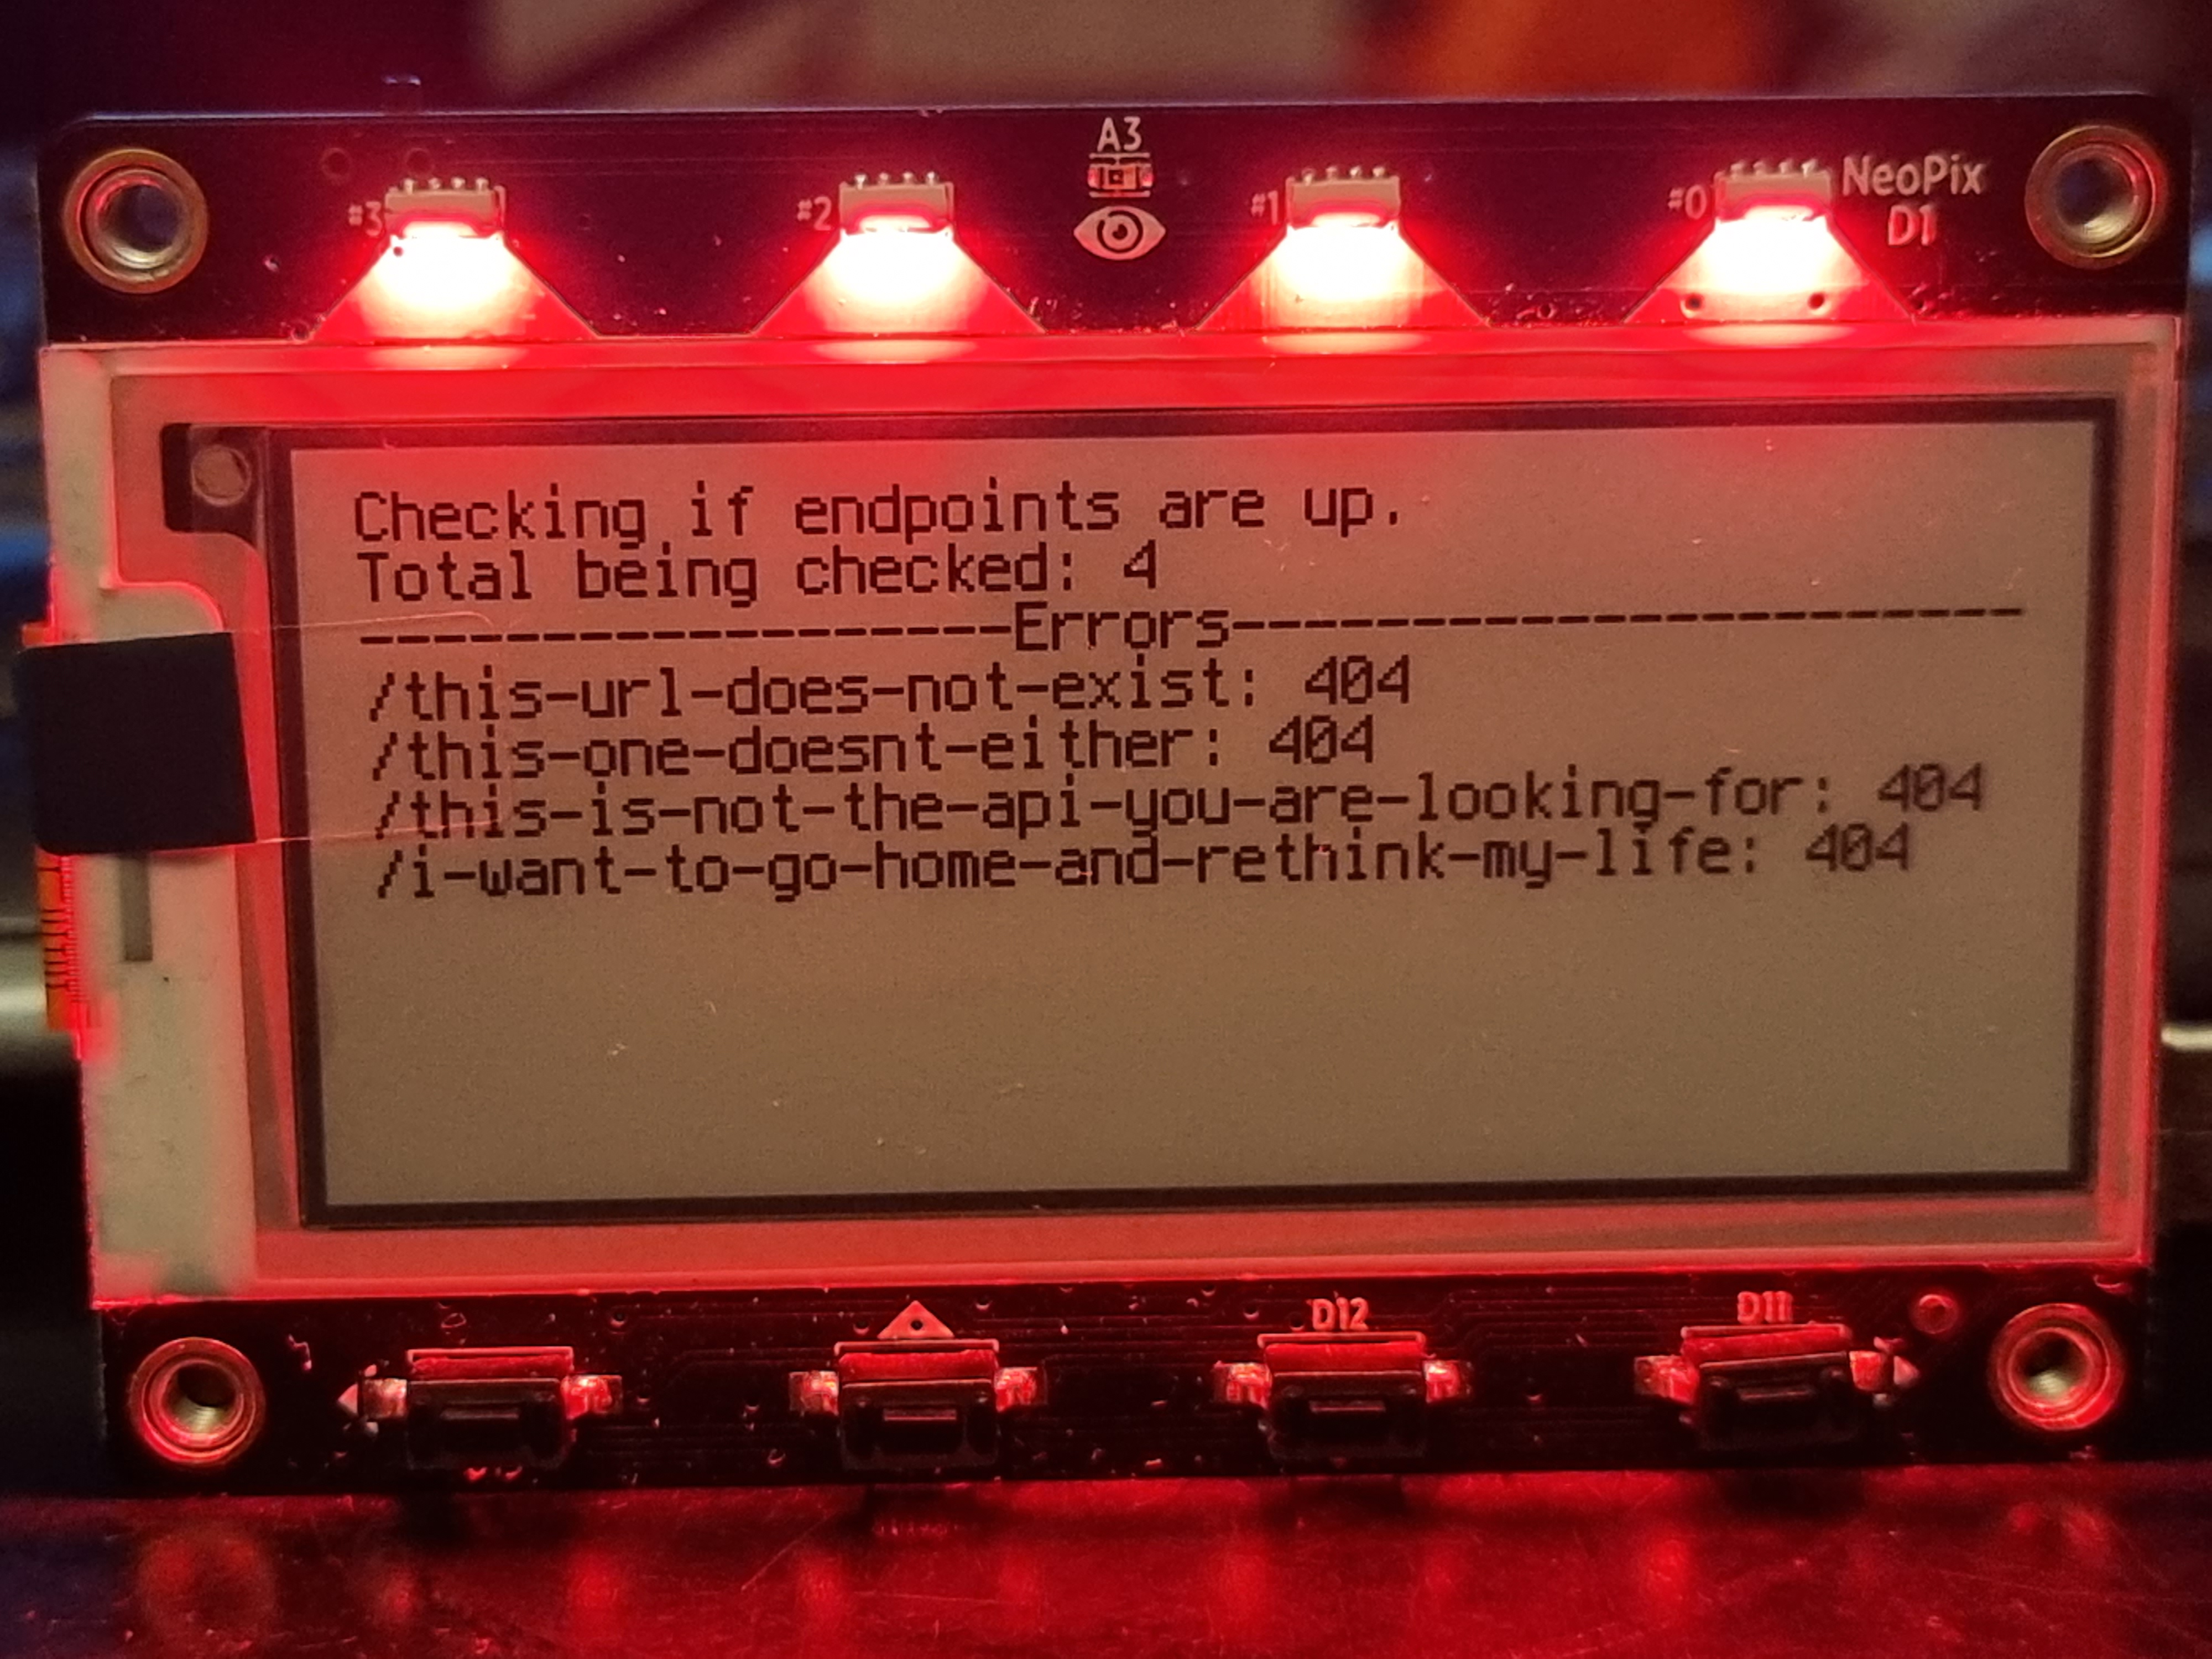 A3
#3
#2
#1
#0
NeoPix
D1
Checking if endpoints are up.
Total being checked: 4
------------------Errors----------------------
/this-url-does-not-exist: 404
/this-one-doesnt-either: 404
/this-is-not-the-api-you-are-looking-for: 404
/i-want-to-go-home-and-rethink-my-life: 404
D12
D11